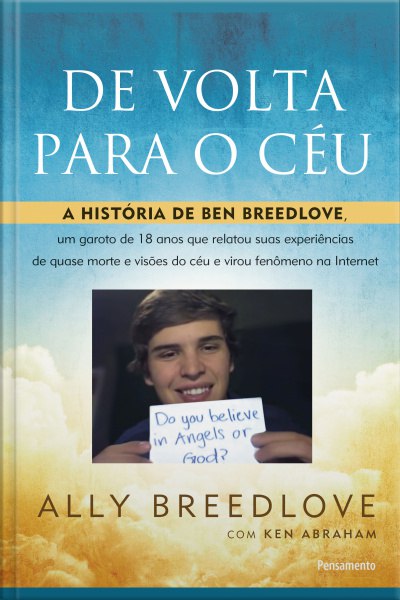 DE VOLTA
PARA O CÉU
A HISTÓRIA DE BEN BREEDLOVE,
um garoto de 18 anos que relatou suas experiências
de quase morte e visões do céu e virou fenômeno na Internet
Do you believe
in Angels or
God?
ALLY BREEDLOVE
COM KEN ABRAHAM
Pensamento